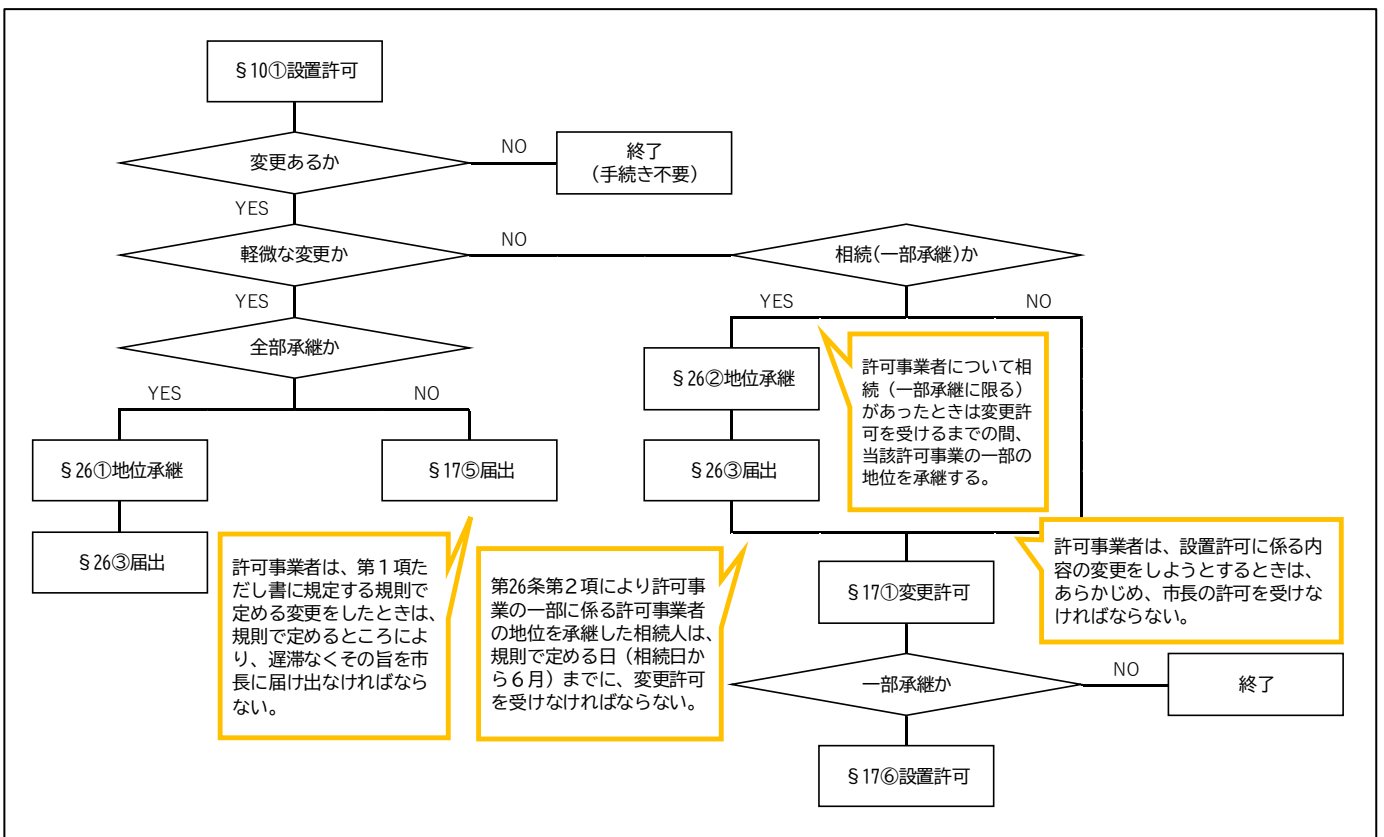 §10①設置許可
変更あるか
NO
終了
(手続き不要)
YES
軽微な変更か
NO
相続(一部承継)か
YES
全部承継か
YES
NO
§26①地位承継
§26③届出
§17⑤届出
許可事業者は、第1項た
だし書に規定する規則で
定める変更をしたときは、
規則で定めるところによ
り、遅滞なくその旨を市
長に届け出なければなら
ない。
YES
NO
§26②地位承継
§26③届出
許可事業者について相
続(一部承継に限る)
があったときは変更許
可を受けるまでの間、
当該許可事業の一部の
地位を承継する。
第26条第2項により許可事
業の一部に係る許可事業者
の地位を承継した相続人は、
規則で定める日(相続日か
ら6月)までに、変更許可
を受けなければならない。
許可事業者は、設置許可に係る内
容の変更をしようとするときは、
あらかじめ、市長の許可を受けな
ければならない。
§17①変更許可
一部承継か
NO
終了
§17⑥設置許可